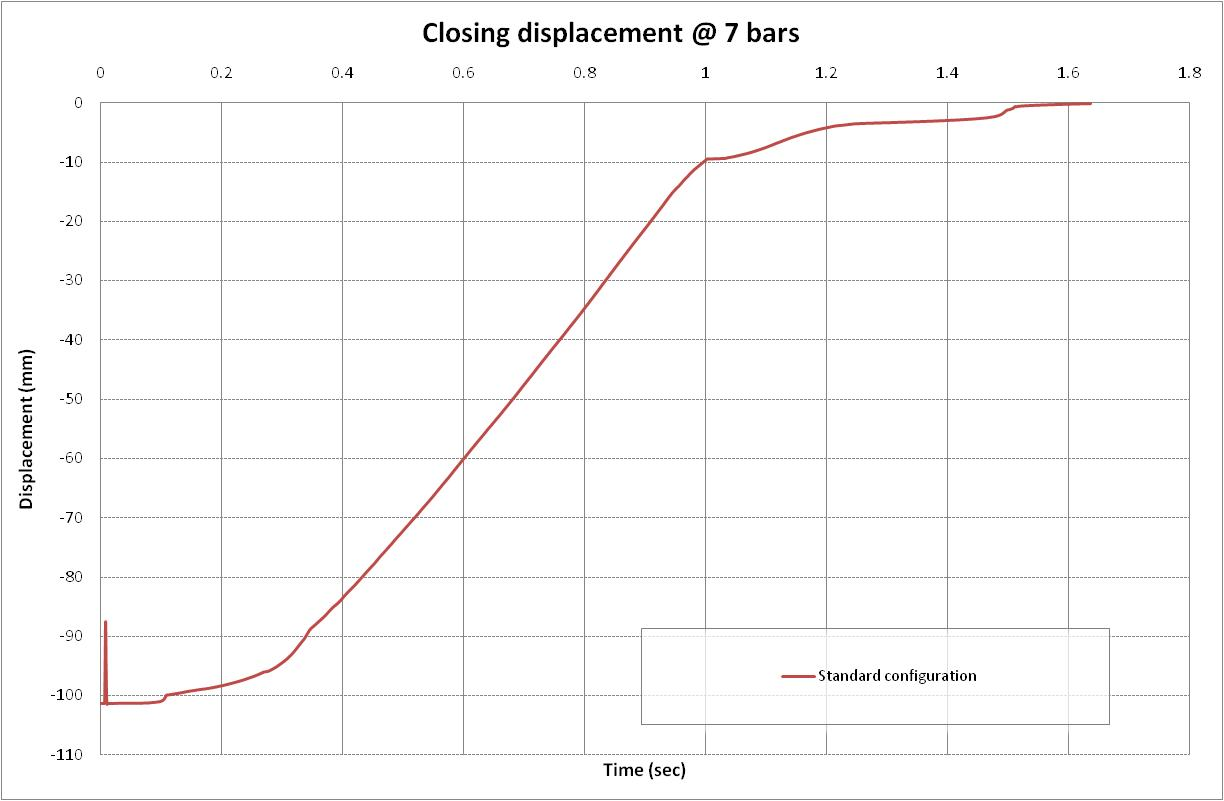 Closing displacement @ 7 bars
0 0.2 0.4 0.6 0.8 1 1.2 1.4 1.6 1.8
0
-10
-20
-30
-40
-50
-60
-70
-80
-90
-100
-110
Displacement (mm)
Standard configuration
Time (sec)